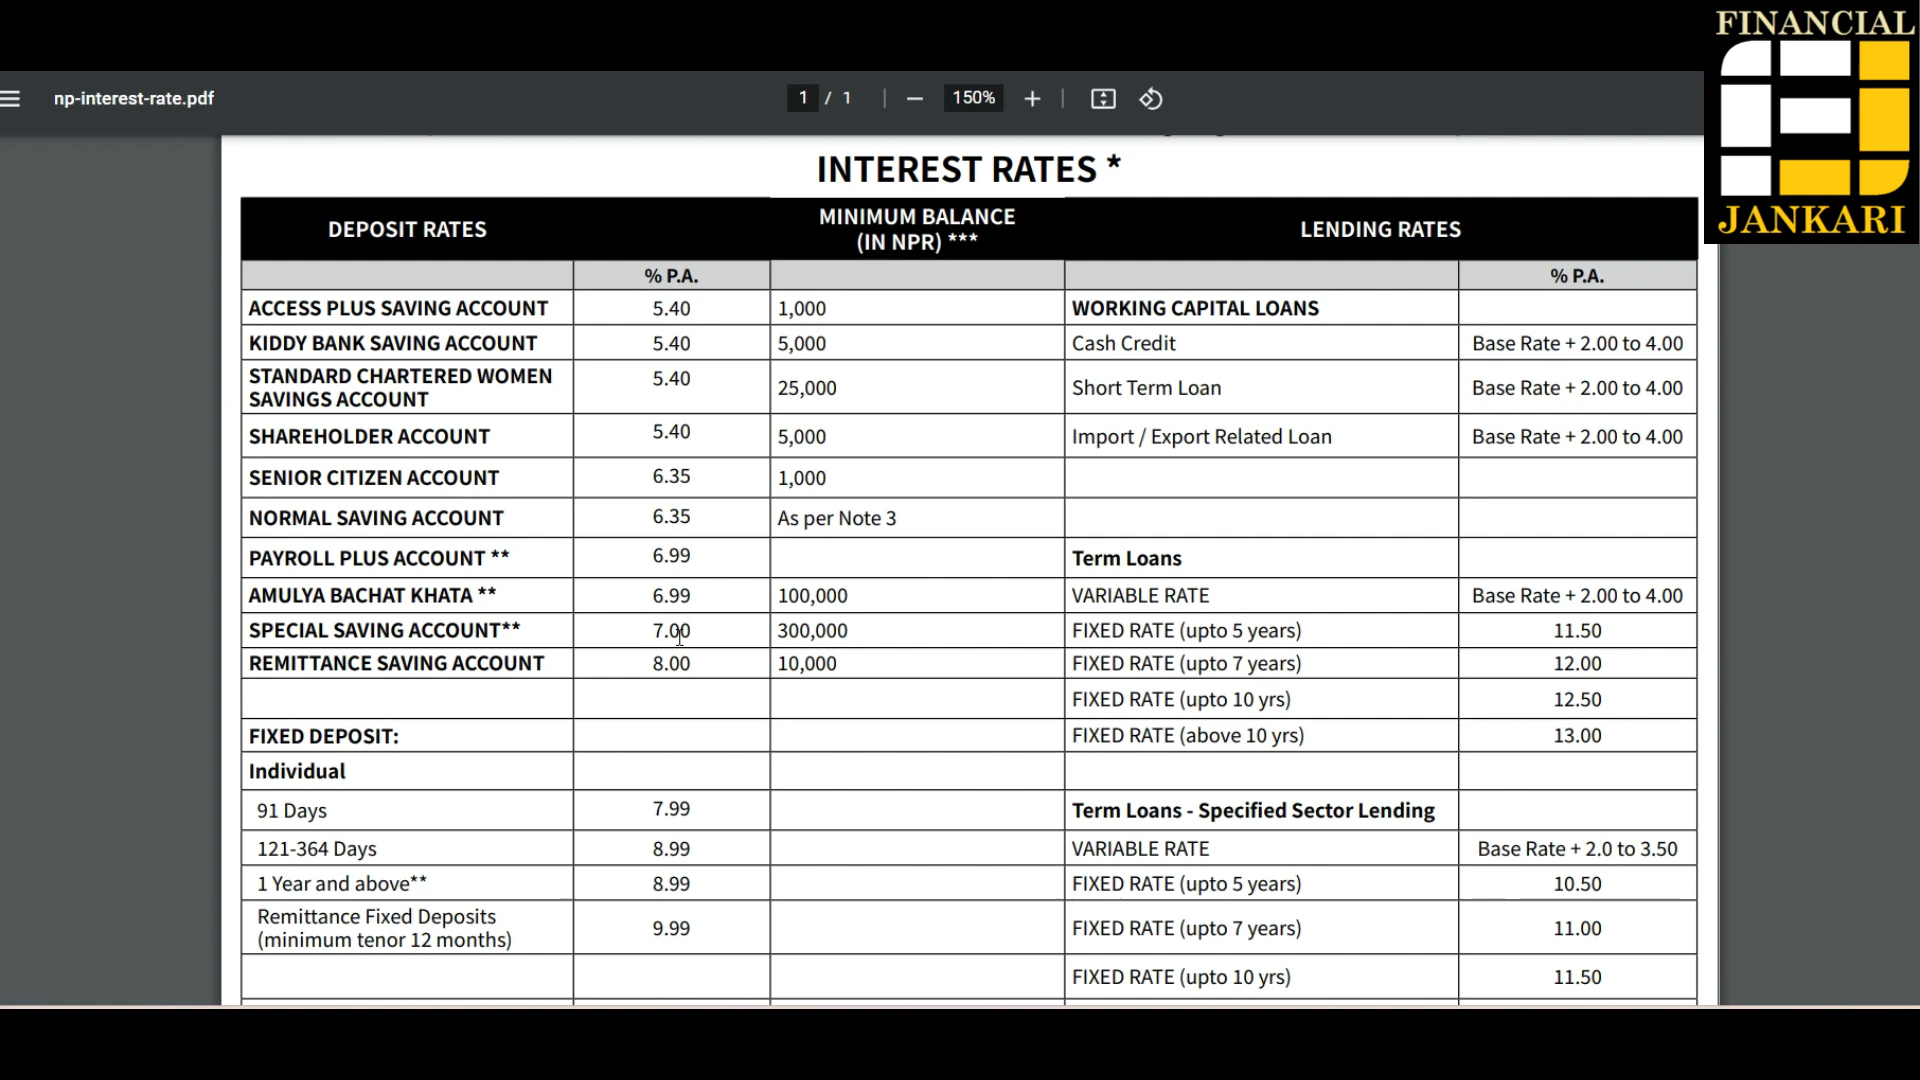 FINANCIAL
JANKARI
np-interest-rate.pdf 1 / 1 150%
INTEREST RATES *
DEPOSIT RATES MINIMUM BALANCE (IN NPR) *** LENDING RATES
% P.A. % P.A.
ACCESS PLUS SAVING ACCOUNT 5.40 1,000 WORKING CAPITAL LOANS
KIDDY BANK SAVING ACCOUNT 5.40 5,000 Cash Credit Base Rate + 2.00 to 4.00
STANDARD CHARTERED WOMEN SAVINGS ACCOUNT 5.40 25,000 Short Term Loan Base Rate + 2.00 to 4.00
SHAREHOLDER ACCOUNT 5.40 5,000 Import / Export Related Loan Base Rate + 2.00 to 4.00
SENIOR CITIZEN ACCOUNT 6.35 1,000
NORMAL SAVING ACCOUNT 6.35 As per Note 3
PAYROLL PLUS ACCOUNT ** 6.99 Term Loans
AMULYA BACHAT KHATA ** 6.99 100,000 VARIABLE RATE Base Rate + 2.00 to 4.00
SPECIAL SAVING ACCOUNT** 7.00 300,000 FIXED RATE (upto 5 years) 11.50
REMITTANCE SAVING ACCOUNT 8.00 10,000 FIXED RATE (upto 7 years) 12.00
FIXED RATE (upto 10 yrs) 12.50
FIXED DEPOSIT: FIXED RATE (above 10 yrs) 13.00
Individual
91 Days 7.99 Term Loans - Specified Sector Lending
121-364 Days 8.99 VARIABLE RATE Base Rate + 2.0 to 3.50
1 Year and above** 8.99 FIXED RATE (upto 5 years) 10.50
Remittance Fixed Deposits (minimum tenor 12 months) 9.99 FIXED RATE (upto 7 years) 11.00
FIXED RATE (upto 10 yrs) 11.50